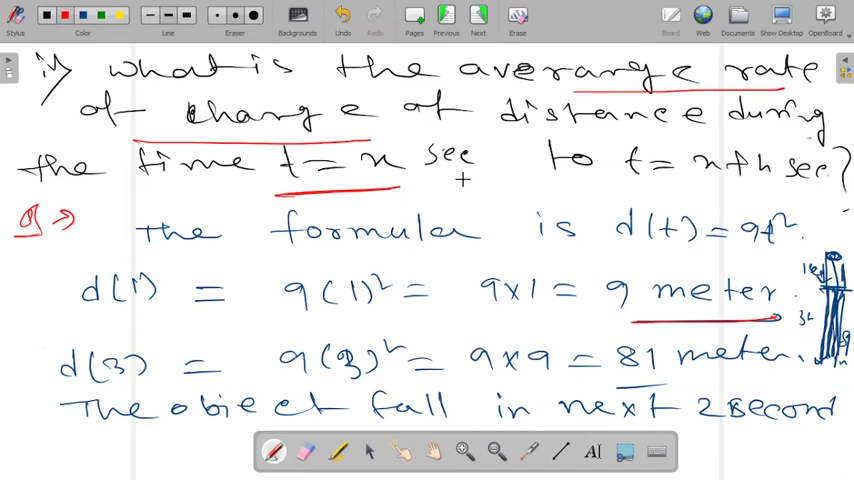 Stylus Color Line Eraser Backgrounds Undo Redo Pages Previous Next Erase Board Web Documents Show Desktop OpenBoard
ii) what is the averarge rate
of change of distance during
the time t = x sec to t = x+h sec?
The formula is d(t) = 9t²
d(1) = 9(1)² = 9×1 = 9 meter.
d(3) = 9(3)² = 9×9 = 81 meter.
The object fall in next 2 second